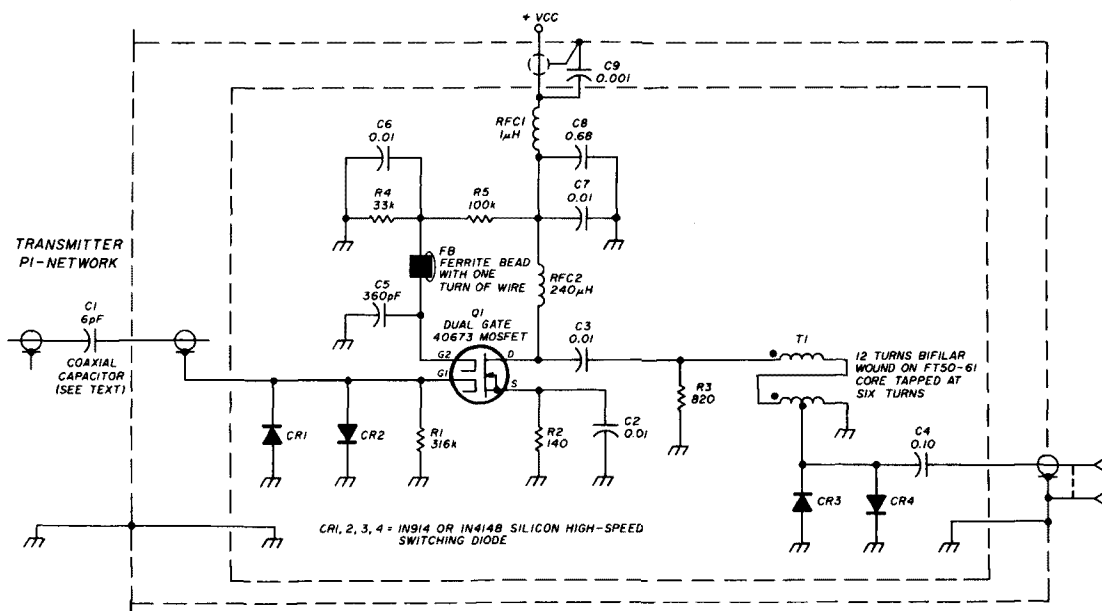 + VCC
C9
0.001
RFC1
1μH
C8
0.68
C6
0.01
R4
33k
R5
100k
C7
0.01
TRANSMITTER
PI-NETWORK
FB
FERRITE BEAD
WITH ONE
TURN OF WIRE
RFC2
240μH
C5
360pF
Q1
DUAL GATE
40673 MOSFET
C1
6pF
COAXIAL
CAPACITOR
(SEE TEXT)
C3
0.01
T1
12 TURNS BIFILAR
WOUND ON FT50-61
CORE TAPPED AT
SIX TURNS
G2
D
G1
S
R3
820
CR1
CR2
R1
316k
R2
140
C2
0.01
C4
0.10
CR3
CR4
CR1, 2, 3, 4 = 1N914 OR 1N4148 SILICON HIGH-SPEED
SWITCHING DIODE